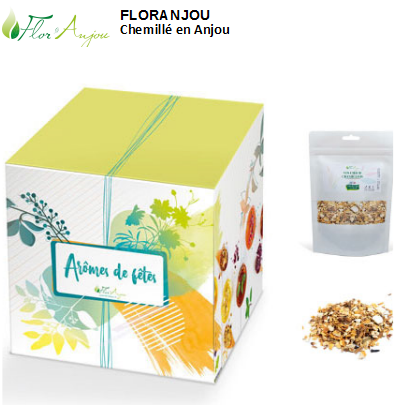 Flor & Anjou
FLORANJOU
Chemillé en Anjou
Arômes de fêtes
Flor & Anjou